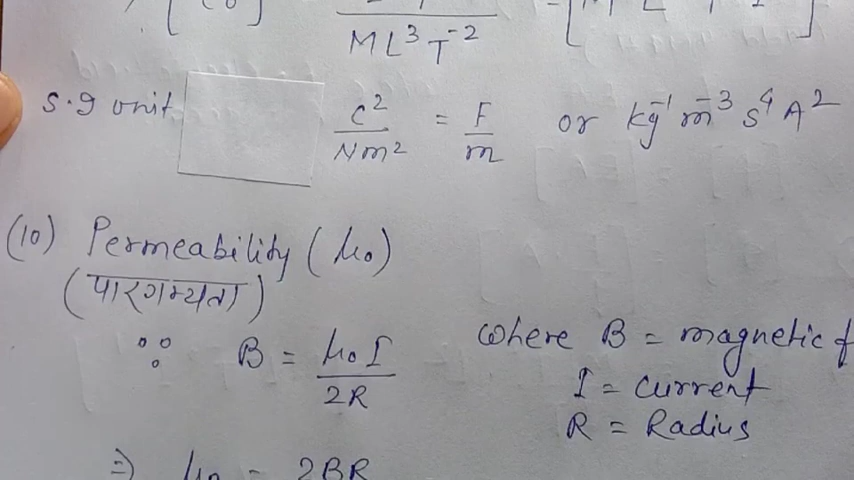 ML³T⁻²
S.I unit C²/Nm² = F/m or kg⁻¹ m⁻³ s⁴ A²
(10) Permeability (μ₀)
(पारगम्यता)
∵ B = μ₀I/2R where B = magnetic f
I = Current
R = Radius
⇒ μ₀ = 2BR